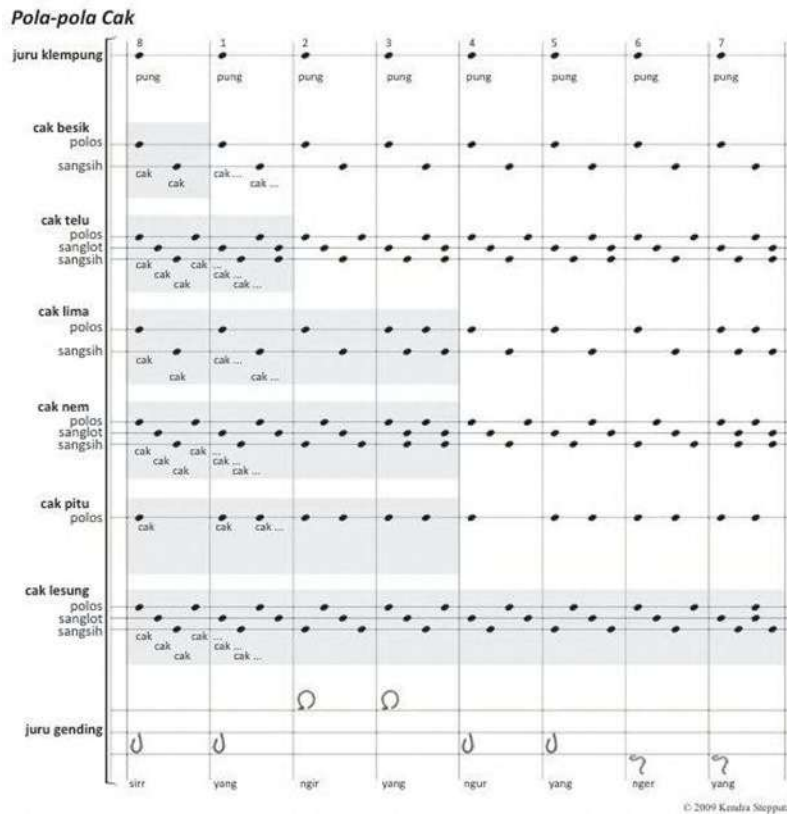 Pola-pola Cak
8 1 2 3 4 5 6 7
juru klempung
pung pung pung pung pung pung pung pung
cak besik
polos
sangsih
cak cak ...
cak cak ...
cak telu
polos
sanglot
sangsih
cak cak ...
cak cak ...
cak cak ...
cak lima
polos
sangsih
cak cak ...
cak cak ...
cak nem
polos
sanglot
sangsih
cak cak ...
cak cak ...
cak cak ...
cak pitu
polos
cak cak cak ...
cak lesung
polos
sanglot
sangsih
cak cak ...
cak cak ...
cak cak ...
juru gending
sirr yang ngir yang ngur yang nger yang
© 2009 Kendra Stepput